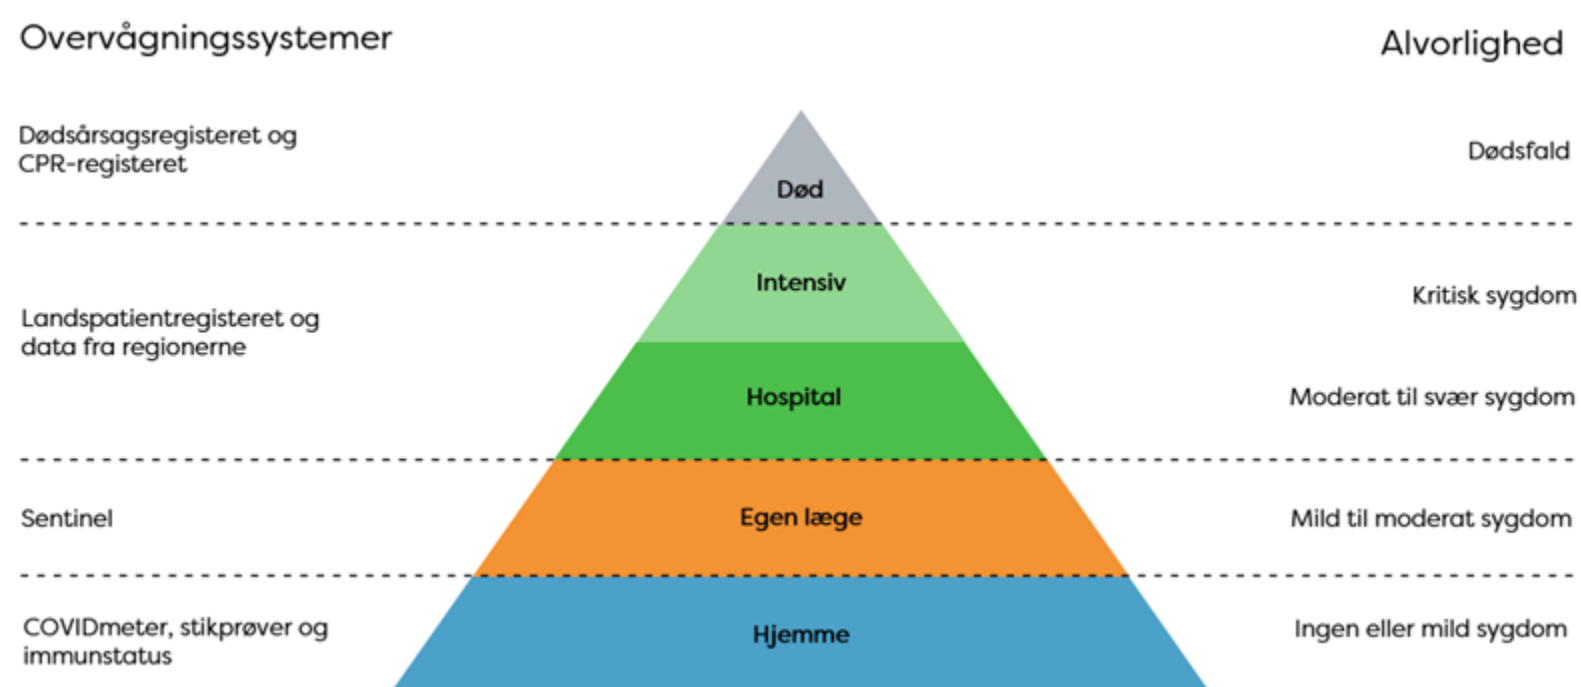 Overvågningssystemer
Alvorlighed
Dødsårsagsregisteret og
CPR-registeret
Død
Dødsfald
Landspatientregisteret og
data fra regionerne
Intensiv
Kritisk sygdom
Hospital
Moderat til svær sygdom
Sentinel
Egen læge
Mild til moderat sygdom
COVIDmeter, stikprøver og
immunstatus
Hjemme
Ingen eller mild sygdom